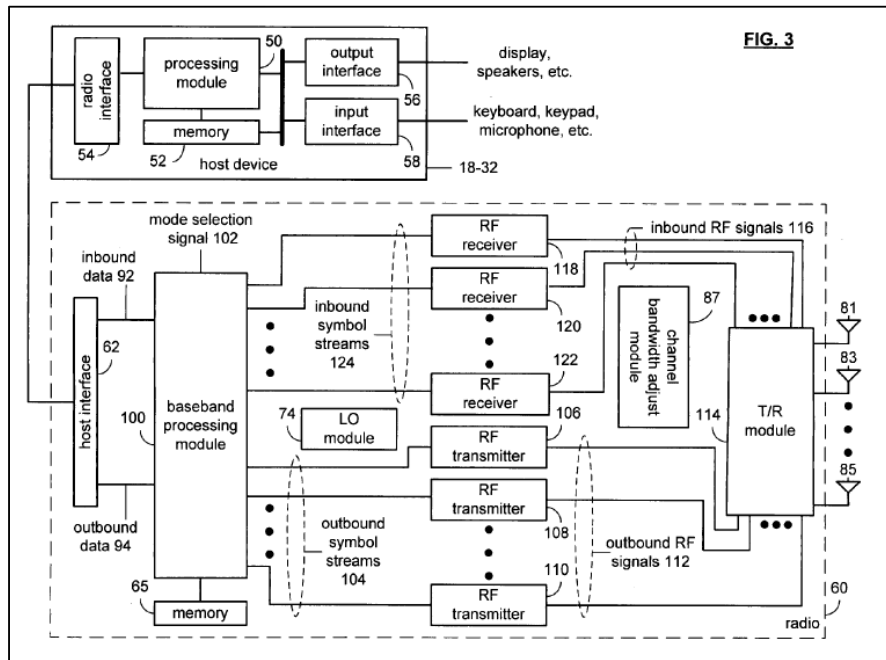 FIG. 3
50
processing
module
output
interface
56
display,
speakers, etc.
radio
interface
54
memory
52
input
interface
58
keyboard, keypad,
microphone, etc.
host device
18-32
mode selection
signal 102
inbound
data 92
RF
receiver
118
inbound RF signals 116
RF
receiver
120
inbound
symbol
streams
124
channel
bandwidth adjust
module
87
81
83
85
host interface
62
100
baseband
processing
module
RF
receiver
122
74
LO
module
106
114
T/R
module
RF
transmitter
RF
transmitter
108
outbound
data 94
outbound
symbol
streams
104
outbound RF
signals 112
110
RF
transmitter
65
memory
60
radio